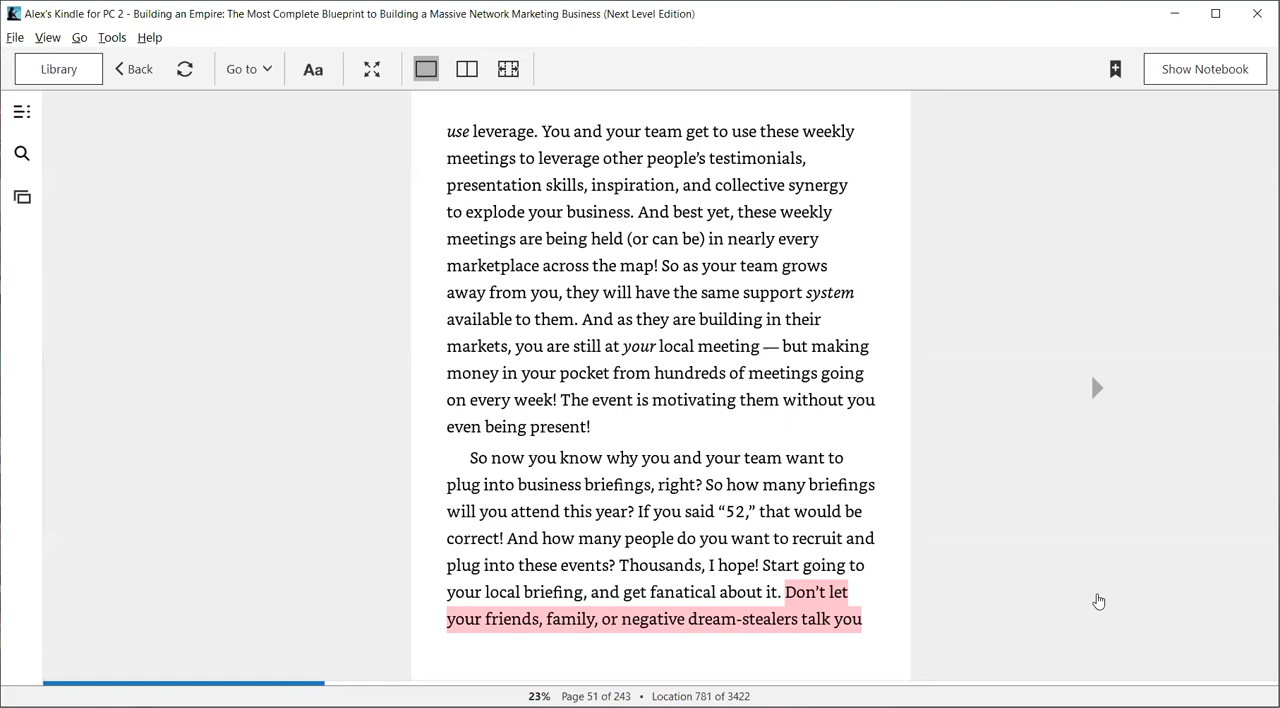 Alex's Kindle for PC 2 - Building an Empire: The Most Complete Blueprint to Building a Massive Network Marketing Business (Next Level Edition)
File View Go Tools Help
Library Back Go to Aa Show Notebook
use leverage. You and your team get to use these weekly
meetings to leverage other people’s testimonials,
presentation skills, inspiration, and collective synergy
to explode your business. And best yet, these weekly
meetings are being held (or can be) in nearly every
marketplace across the map! So as your team grows
away from you, they will have the same support system
available to them. And as they are building in their
markets, you are still at your local meeting — but making
money in your pocket from hundreds of meetings going
on every week! The event is motivating them without you
even being present!
So now you know why you and your team want to
plug into business briefings, right? So how many briefings
will you attend this year? If you said “52,” that would be
correct! And how many people do you want to recruit and
plug into these events? Thousands, I hope! Start going to
your local briefing, and get fanatical about it. Don’t let
your friends, family, or negative dream-stealers talk you
23% Page 51 of 243 • Location 781 of 3422